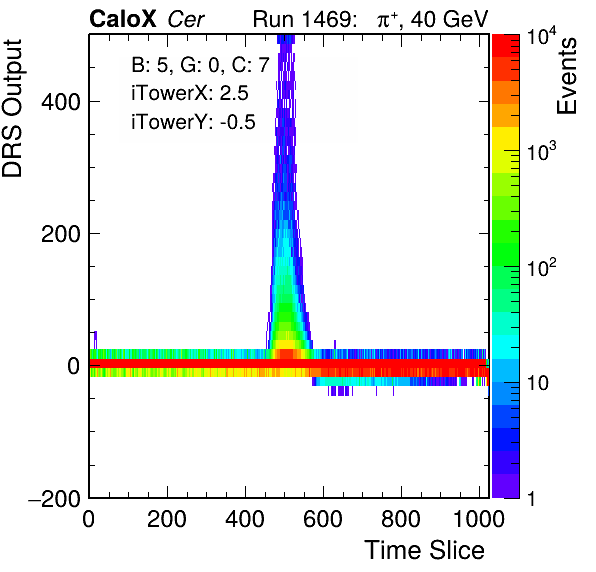 CaloX Cer Run 1469: π⁺, 40 GeV
B: 5, G: 0, C: 7
iTowerX: 2.5
iTowerY: -0.5
DRS Output
400
200
0
−200
0 200 400 600 800 1000
Time Slice
Events
10⁴
10³
10²
10
1